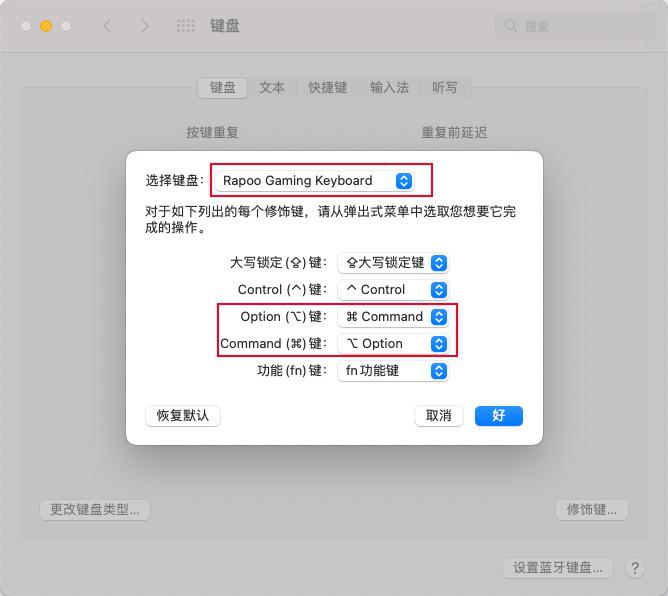 键盘
搜索
键盘 文本 快捷键 输入法 听写
按键重复 重复前延迟
选择键盘: Rapoo Gaming Keyboard
对于如下列出的每个修饰键,请从弹出式菜单中选取您想要它完
成的操作。
大写锁定 (⇪) 键: ⇪大写锁定键
Control (^) 键: ^ Control
Option (⌥) 键: ⌘ Command
Command (⌘) 键: ⌥ Option
功能 (fn) 键: fn功能键
恢复默认 取消 好
更改键盘类型... 修饰键...
设置蓝牙键盘... ?